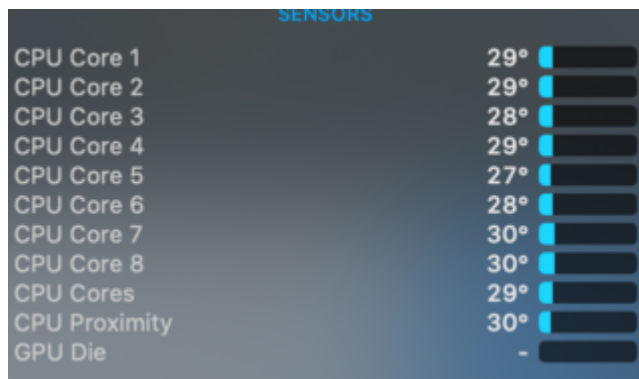 SENSORS
CPU Core 1 29°
CPU Core 2 29°
CPU Core 3 28°
CPU Core 4 29°
CPU Core 5 27°
CPU Core 6 28°
CPU Core 7 30°
CPU Core 8 30°
CPU Cores 29°
CPU Proximity 30°
GPU Die -